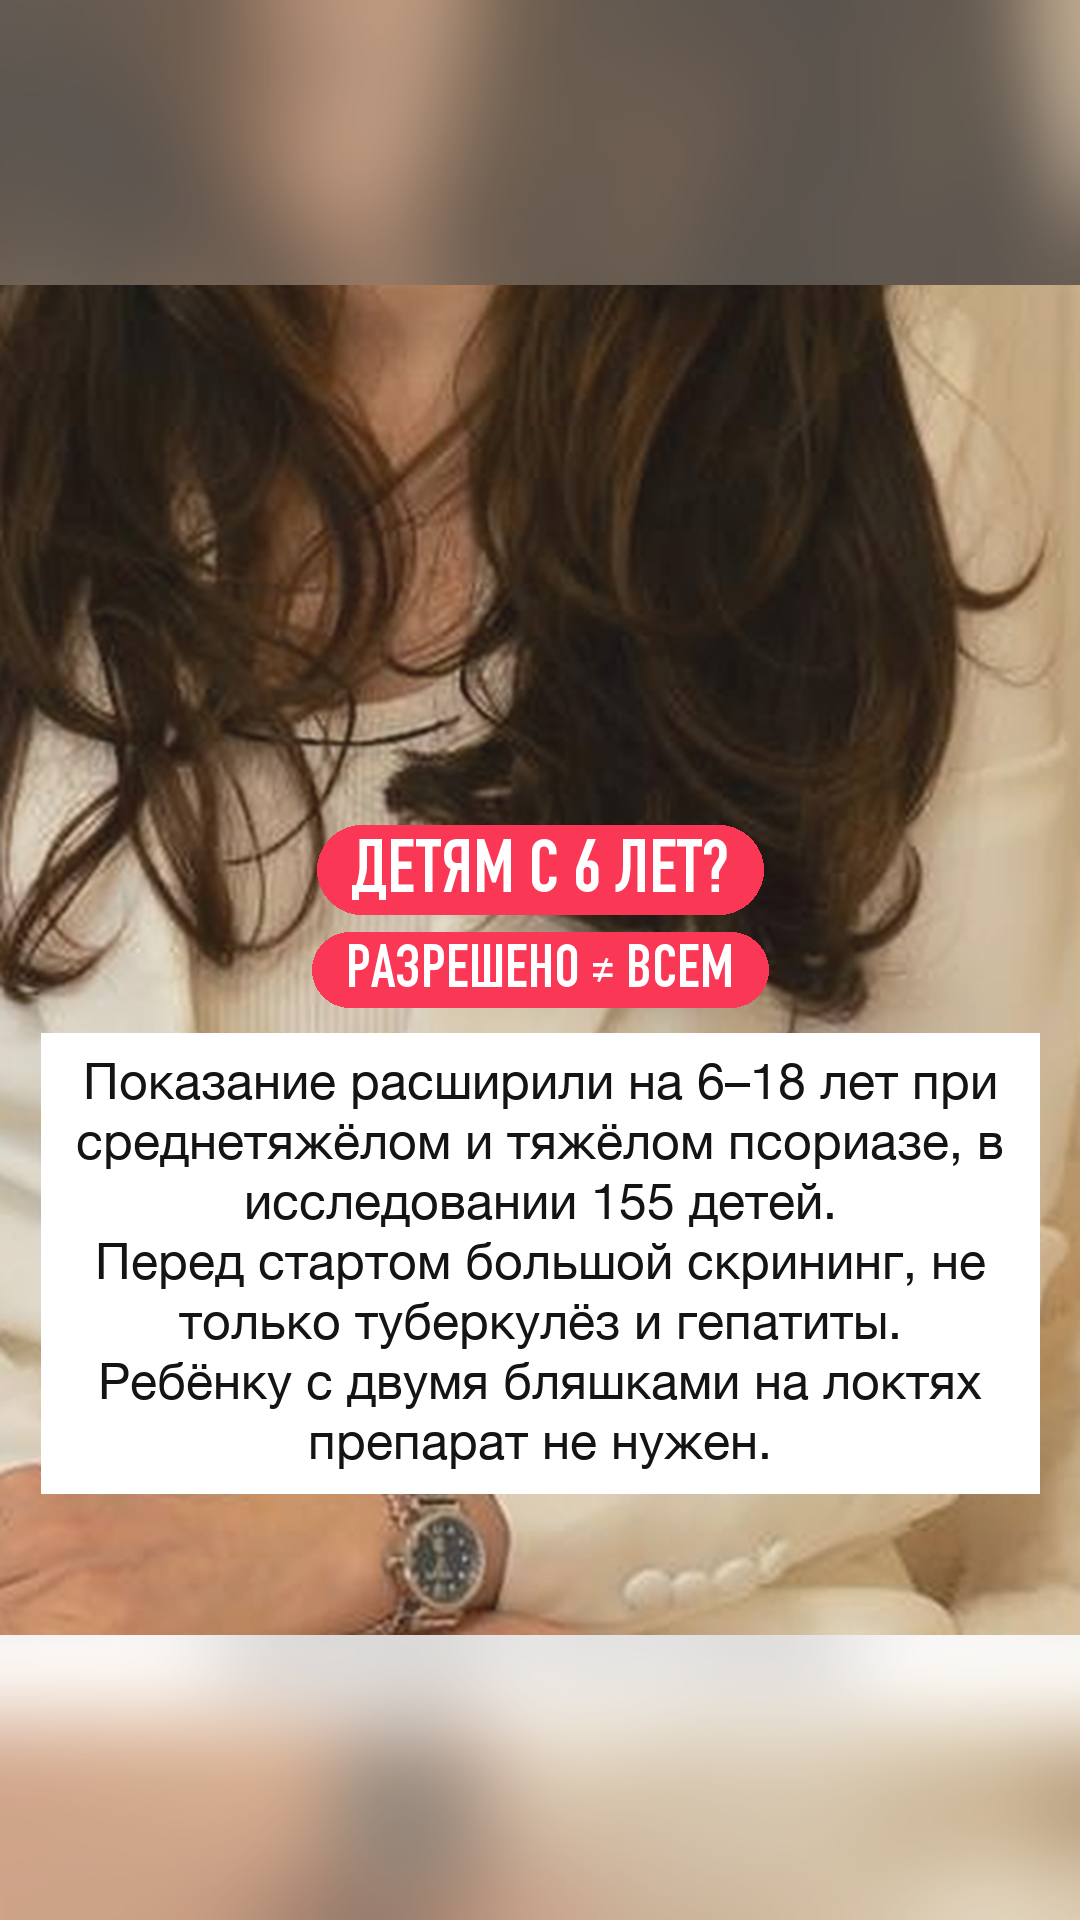 ДЕТЯМ С 6 ЛЕТ?
РАЗРЕШЕНО ≠ ВСЕМ
Показание расширили на 6–18 лет при
среднетяжёлом и тяжёлом псориазе, в
исследовании 155 детей.
Перед стартом большой скрининг, не
только туберкулёз и гепатиты.
Ребёнку с двумя бляшками на локтях
препарат не нужен.